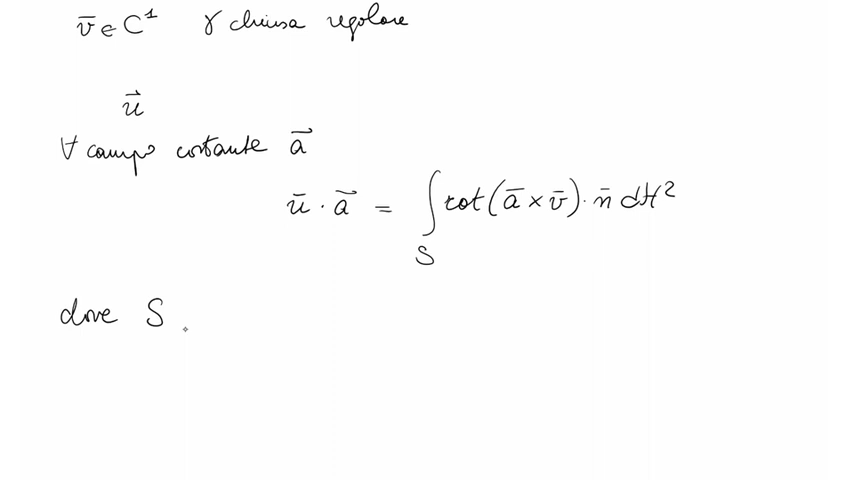 v̄ ∈ C¹ γ chiusa regolare
u⃗
∀ campo costante a⃗
ū · a⃗ = ∫_S rot(ā × v̄) · n̄ dH²
dove S